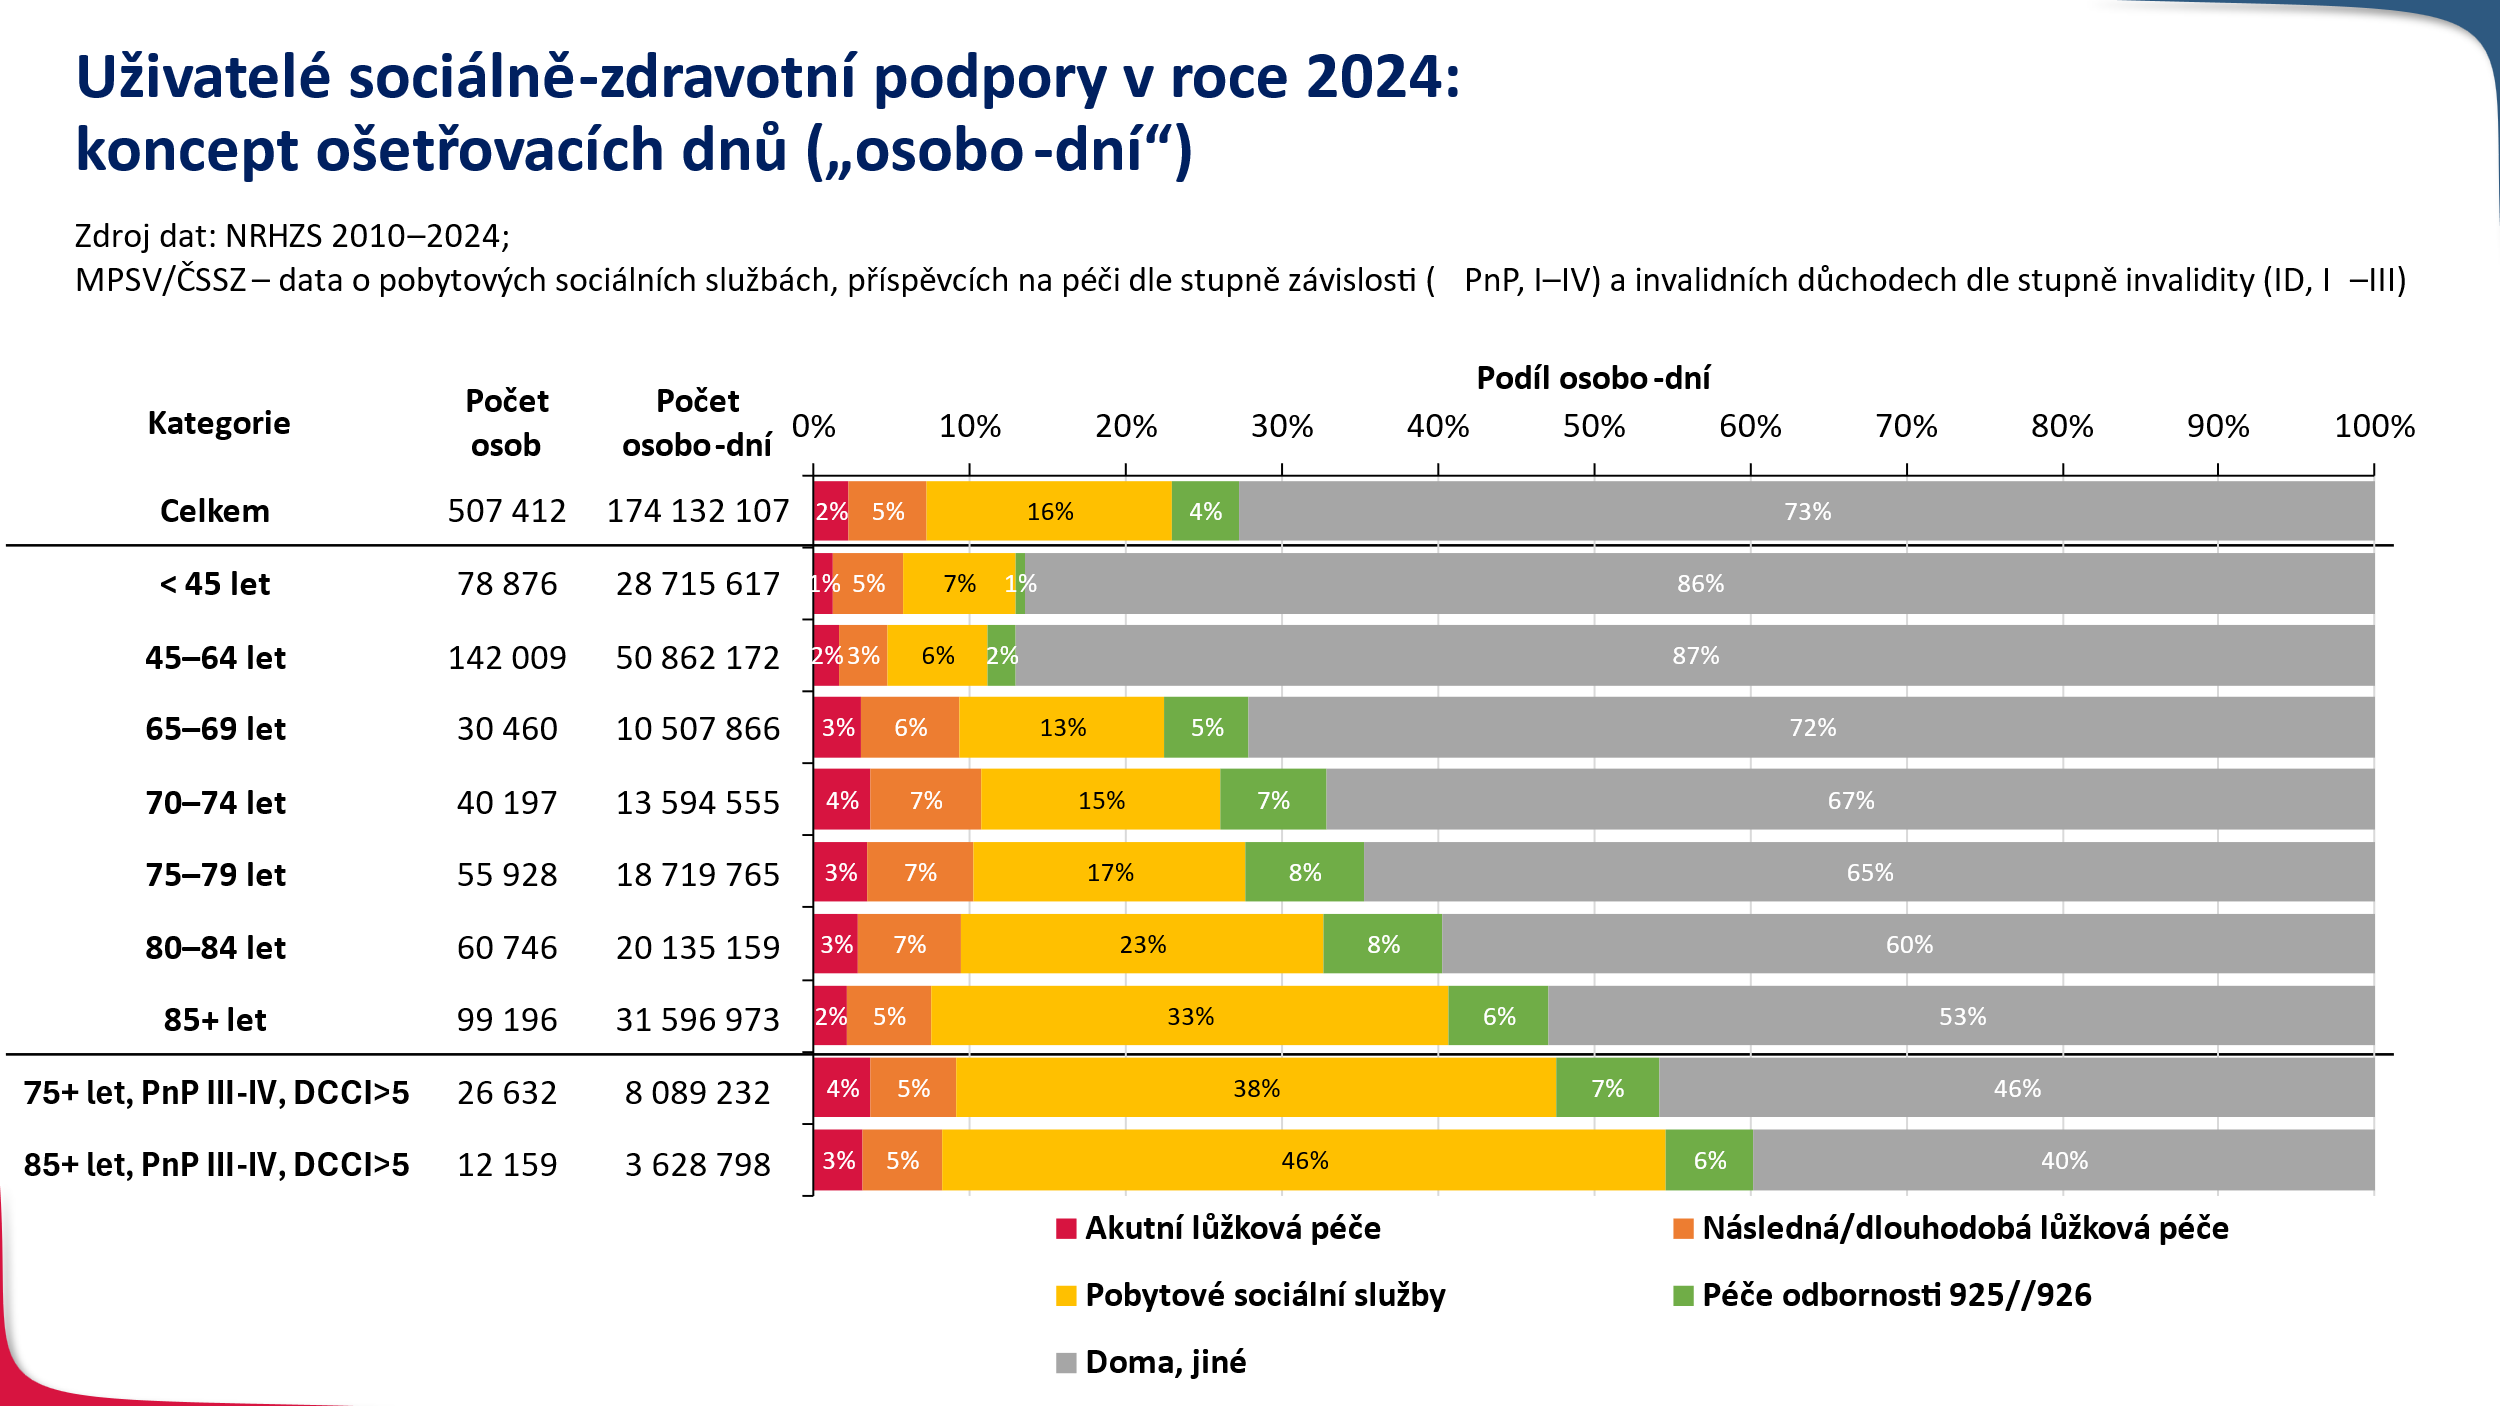 Uživatelé sociálně-zdravotní podpory v roce 2024:
koncept ošetřovacích dnů („osobo-dní“)
Zdroj dat: NRHZS 2010–2024;
MPSV/ČSSZ – data o pobytových sociálních službách, příspěvcích na péči dle stupně závislosti ( PnP, I–IV) a invalidních důchodech dle stupně invalidity (ID, I –III)
Podíl osobo-dní
Kategorie Počet osob Počet osobo-dní 0% 10% 20% 30% 40% 50% 60% 70% 80% 90% 100%
Celkem 507 412 174 132 107 2% 5% 16% 4% 73%
< 45 let 78 876 28 715 617 1% 5% 7% 1% 86%
45–64 let 142 009 50 862 172 2% 3% 6% 2% 87%
65–69 let 30 460 10 507 866 3% 6% 13% 5% 72%
70–74 let 40 197 13 594 555 4% 7% 15% 7% 67%
75–79 let 55 928 18 719 765 3% 7% 17% 8% 65%
80–84 let 60 746 20 135 159 3% 7% 23% 8% 60%
85+ let 99 196 31 596 973 2% 5% 33% 6% 53%
75+ let, PnP III-IV, DCCI>5 26 632 8 089 232 4% 5% 38% 7% 46%
85+ let, PnP III-IV, DCCI>5 12 159 3 628 798 3% 5% 46% 6% 40%
Akutní lůžková péče Následná/dlouhodobá lůžková péče
Pobytové sociální služby Péče odbornosti 925//926
Doma, jiné